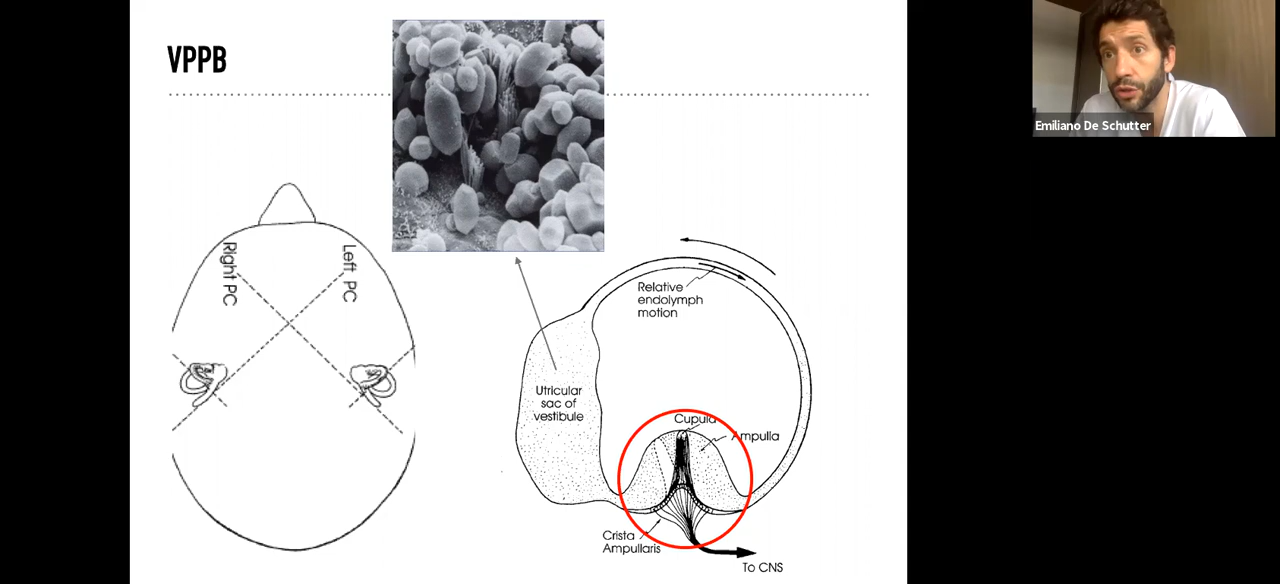 VPPB
Emiliano De Schutter
Right PC
Left PC
Relative
endolymph
motion
Utricular
sac of
vestibule
Cupula
Ampulla
Crista
Ampullaris
To CNS